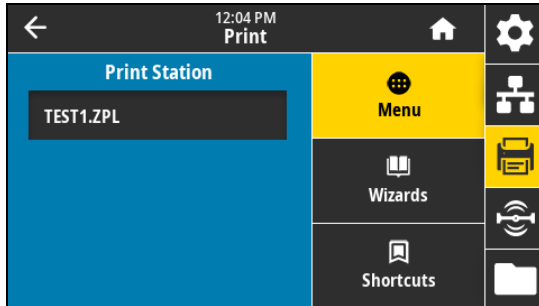 12:04 PM
Print
Print Station
TEST1.ZPL
Menu
Wizards
Shortcuts